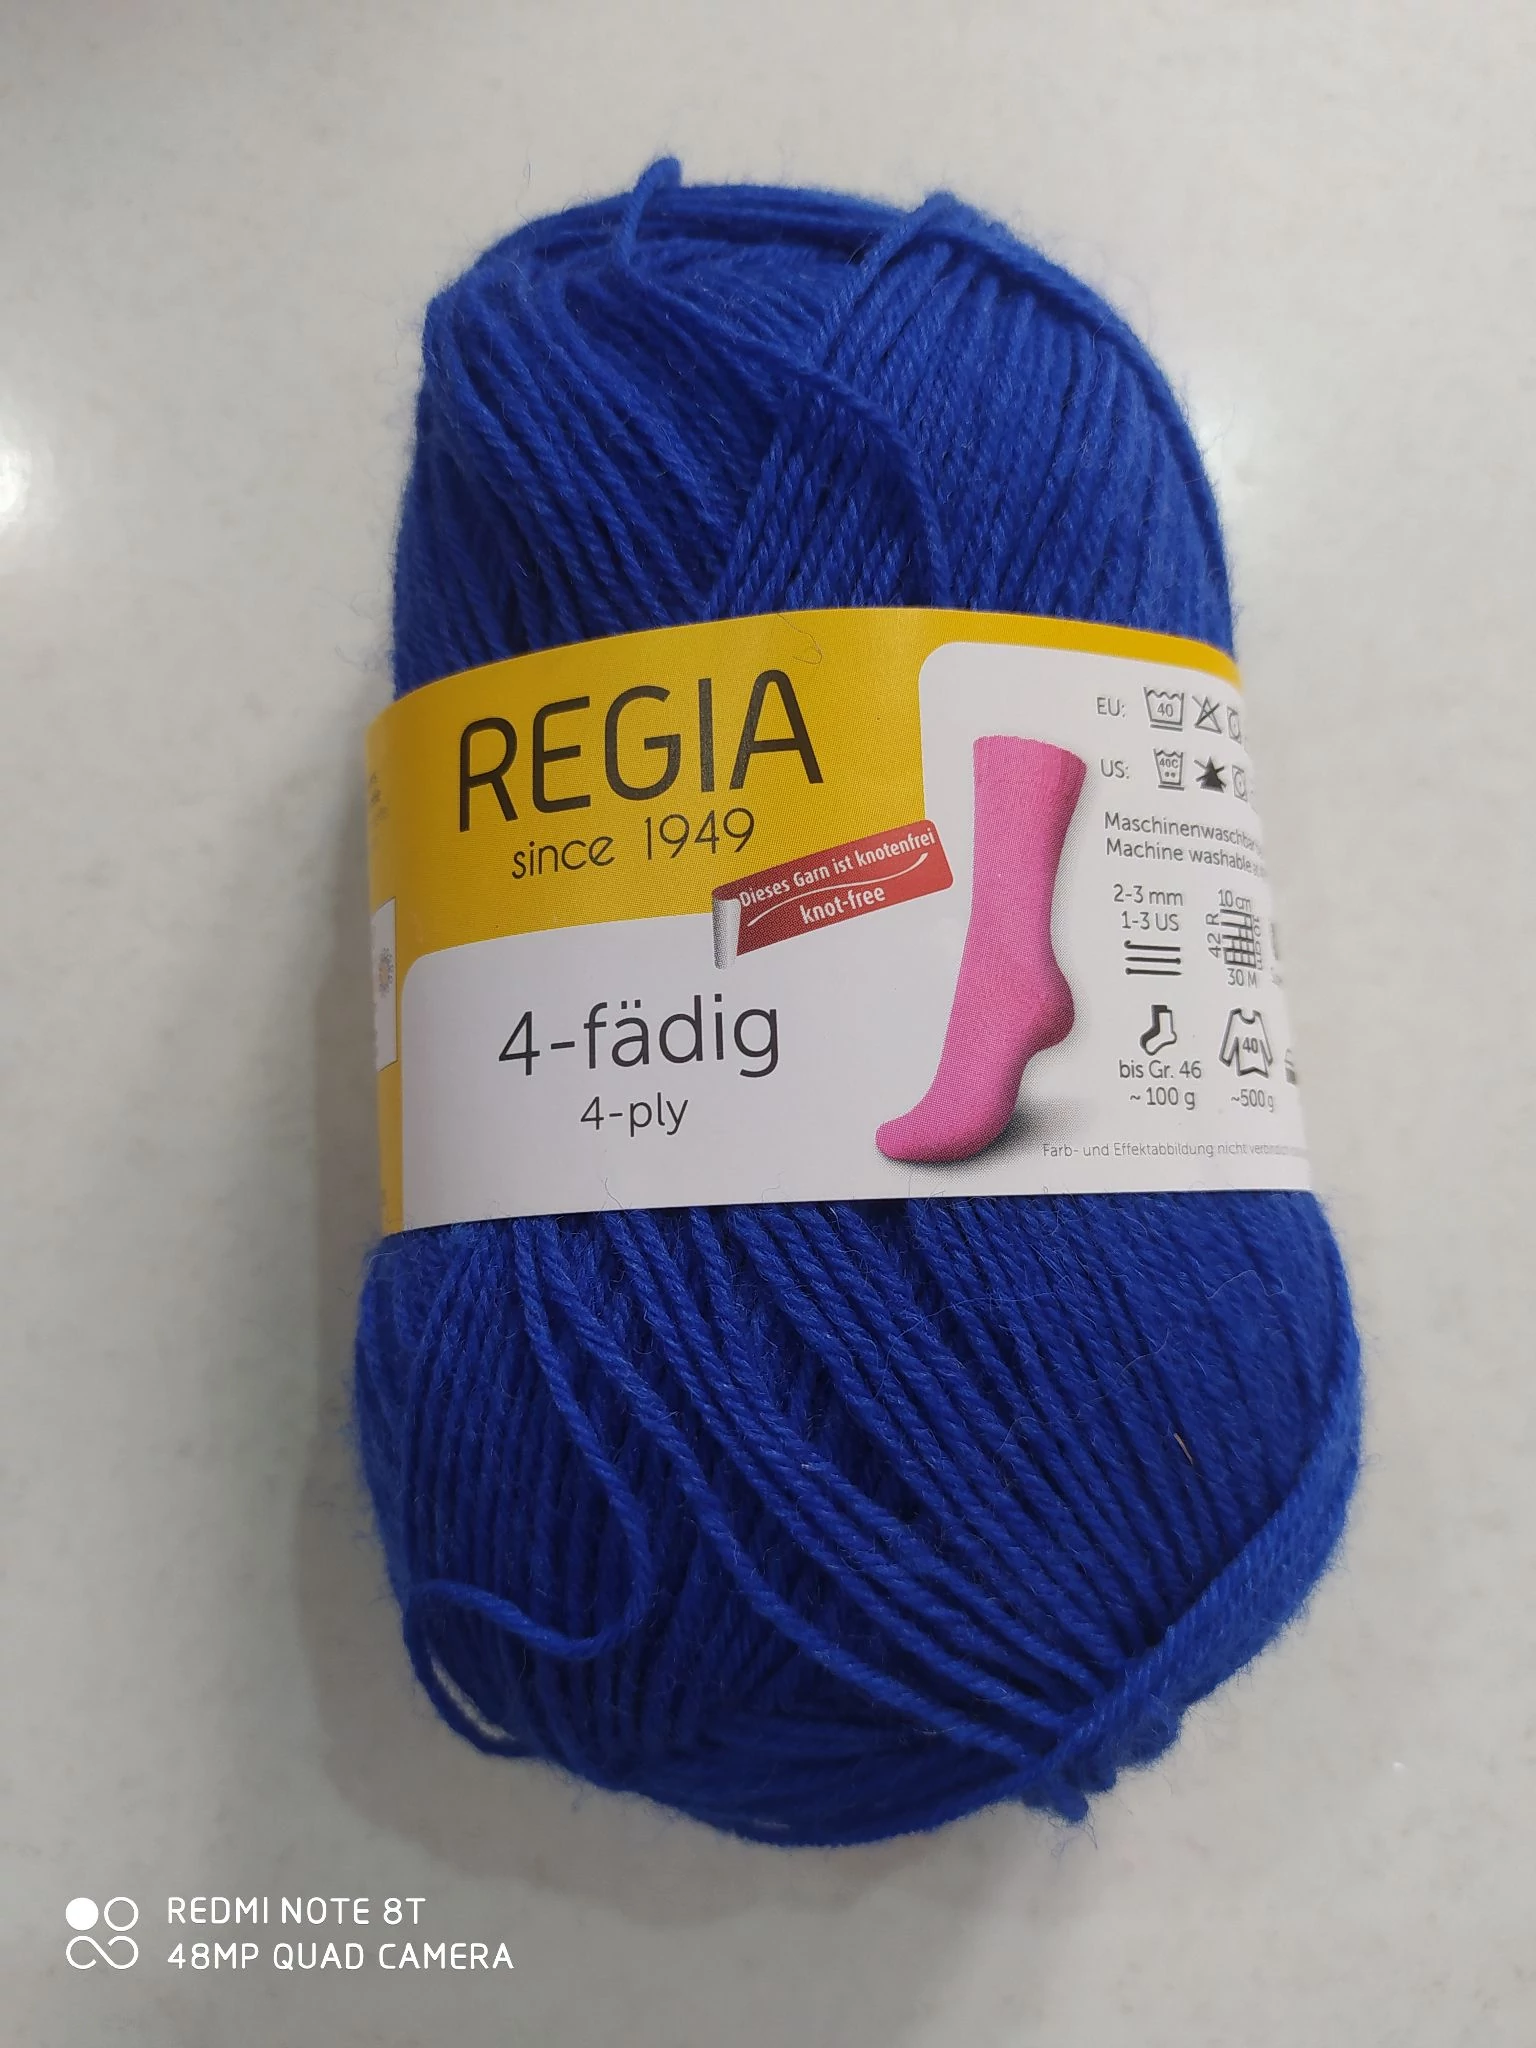 REGIA
since 1949
Dieses Garn ist knotenfrei
knot-free
4-fädig
4-ply
EU: 40
US: 40C
Maschinenwaschbar
Machine washable
2-3 mm
1-3 US
10 cm
42 R
30 M
bis Gr. 46
~ 100 g
40
~500 g
Farb- und Effektabbildung nicht
REDMI NOTE 8T
48MP QUAD CAMERA